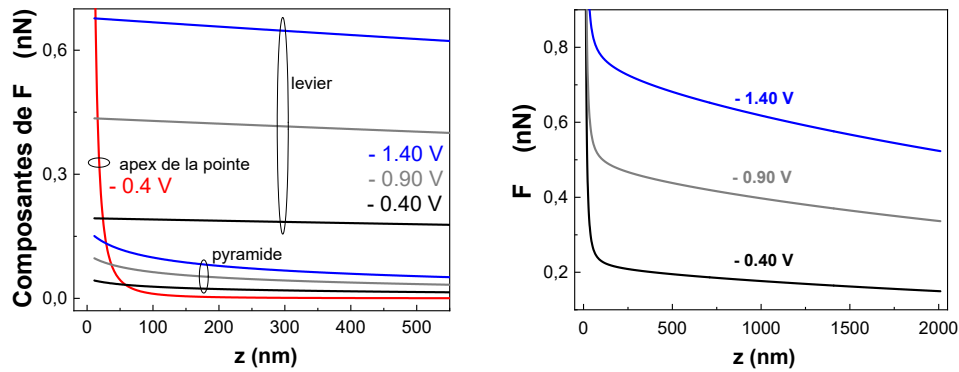 Composantes de F (nN)
0,6
0,3
0,0
levier
apex de la pointe
- 0.4 V
- 1.40 V
- 0.90 V
- 0.40 V
pyramide
0 100 200 300 400 500
z (nm)
F (nN)
0,8
0,6
0,4
0,2
- 1.40 V
- 0.90 V
- 0.40 V
0 500 1000 1500 2000
z (nm)